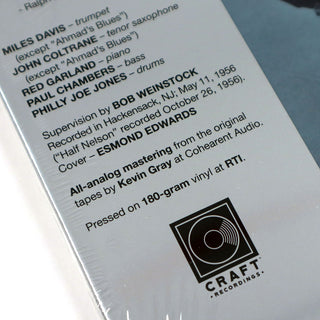 - Ralph
MILES DAVIS – trumpet
(except "Ahmad's Blues")
JOHN COLTRANE – tenor saxophone
(except "Ahmad's Blues")
RED GARLAND – piano
PAUL CHAMBERS – bass
PHILLY JOE JONES – drums
Supervision by BOB WEINSTOCK
Recorded in Hackensack, NJ; May 11, 1956
("Half Nelson" recorded October 26, 1956).
Cover – ESMOND EDWARDS
All-analog mastering from the original
tapes by Kevin Gray at Cohearent Audio.
Pressed on 180-gram vinyl at RTI.
CRAFT
• RECORDINGS •